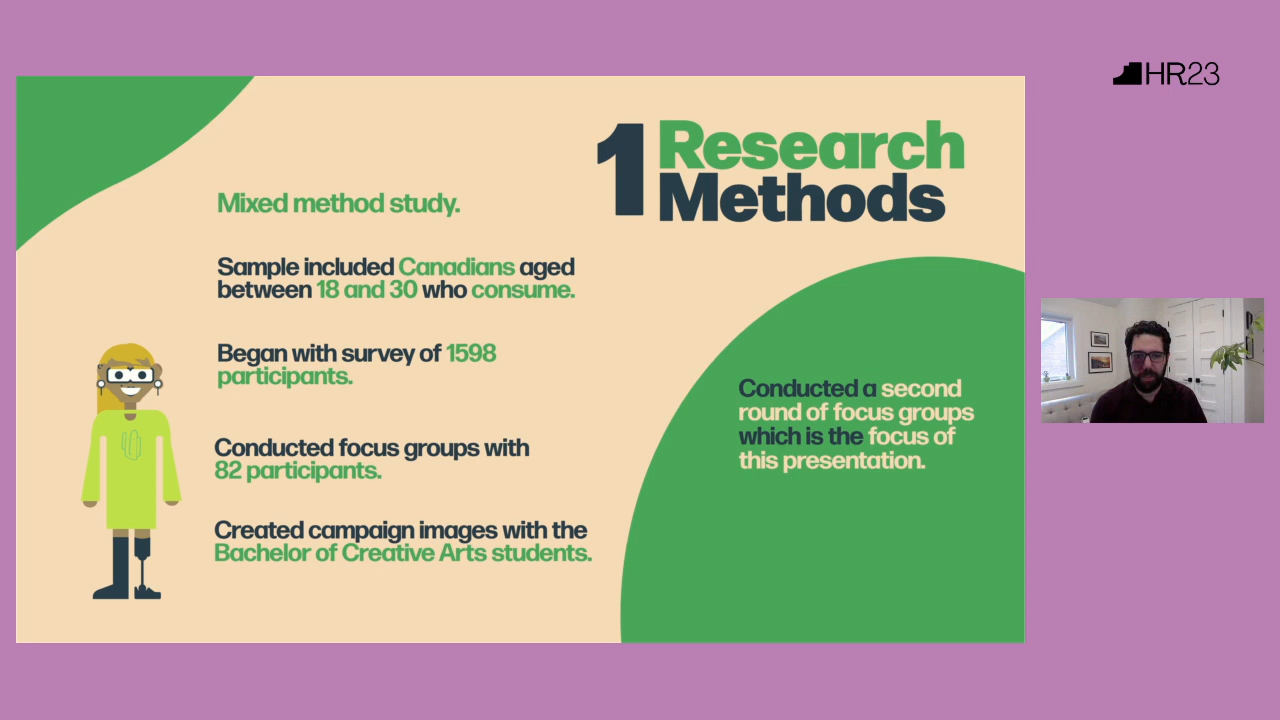 HR23
1 Research
Methods
Mixed method study.
Sample included Canadians aged
between 18 and 30 who consume.
Began with survey of 1598
participants.
Conducted focus groups with
82 participants.
Created campaign images with the
Bachelor of Creative Arts students.
Conducted a second
round of focus groups
which is the focus of
this presentation.